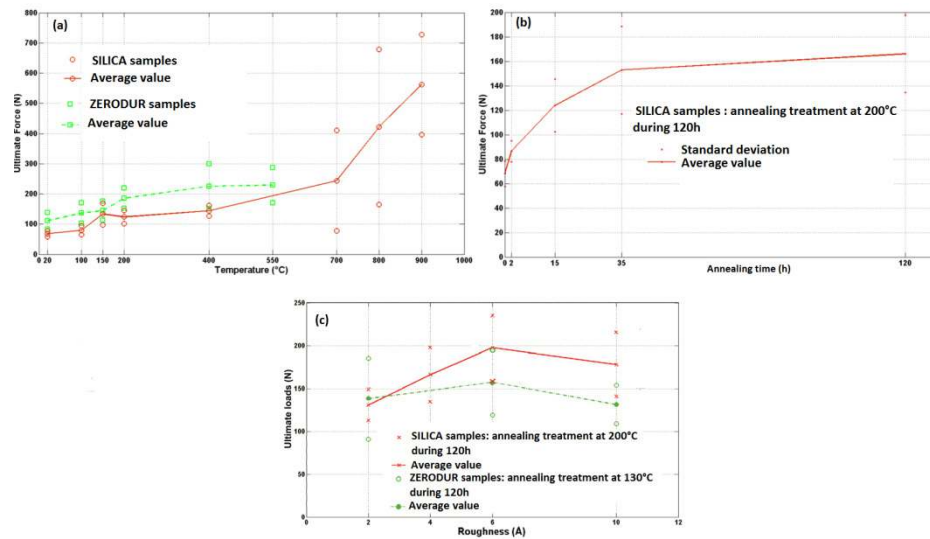 (a)
800
700
600
500
400
300
200
100
0
Ultimate Force (N)
SILICA samples
Average value
ZERODUR samples
Average value
0 20 100 150 200 400 550 700 800 900 1000
Temperature (°C)
(b)
200
180
160
140
120
100
80
60
40
20
0
Ultimate Force (N)
SILICA samples : annealing treatment at 200°C
during 120h
Standard deviation
Average value
0 2 15 35 120
Annealing time (h)
(c)
250
200
150
100
50
0
Ultimate loads (N)
SILICA samples: annealing treatment at 200°C
during 120h
Average value
ZERODUR samples: annealing treatment at 130°C
during 120h
Average value
0 2 4 6 8 10 12
Roughness (Å)